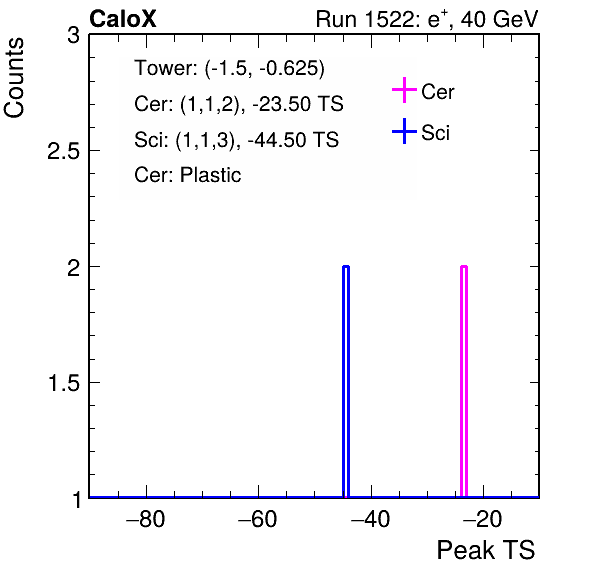 CaloX Run 1522: e⁺, 40 GeV
Counts
3
2.5
2
1.5
1
Tower: (-1.5, -0.625)
Cer: (1,1,2), -23.50 TS
Sci: (1,1,3), -44.50 TS
Cer: Plastic
Cer
Sci
−80 −60 −40 −20
Peak TS